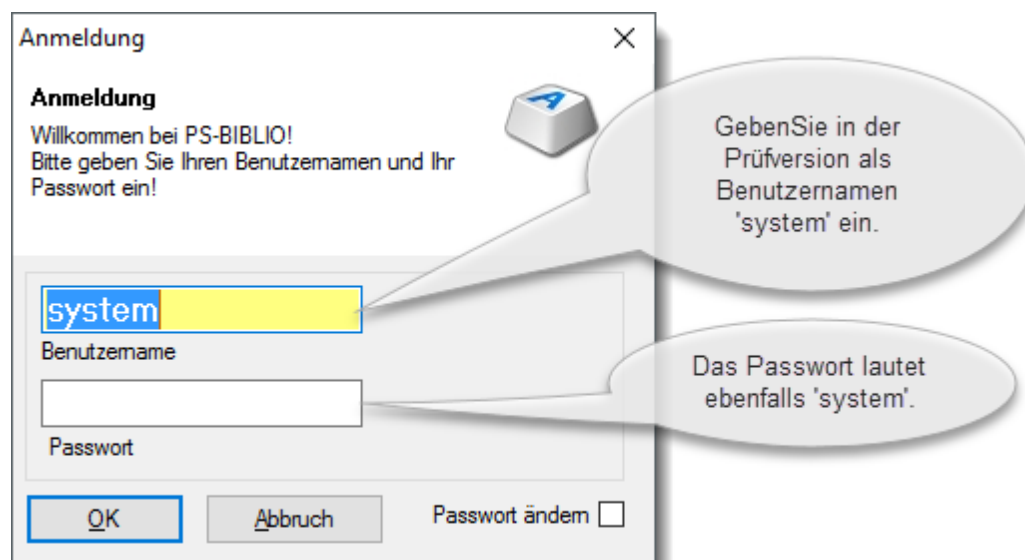 Anmeldung
Anmeldung
Willkommen bei PS-BIBLIO!
Bitte geben Sie Ihren Benutzernamen und Ihr
Passwort ein!
GebenSie in der
Prüfversion als
Benutzernamen
'system' ein.
system
Benutzername
Das Passwort lautet
ebenfalls 'system'.
Passwort
OK
Abbruch
Passwort ändern